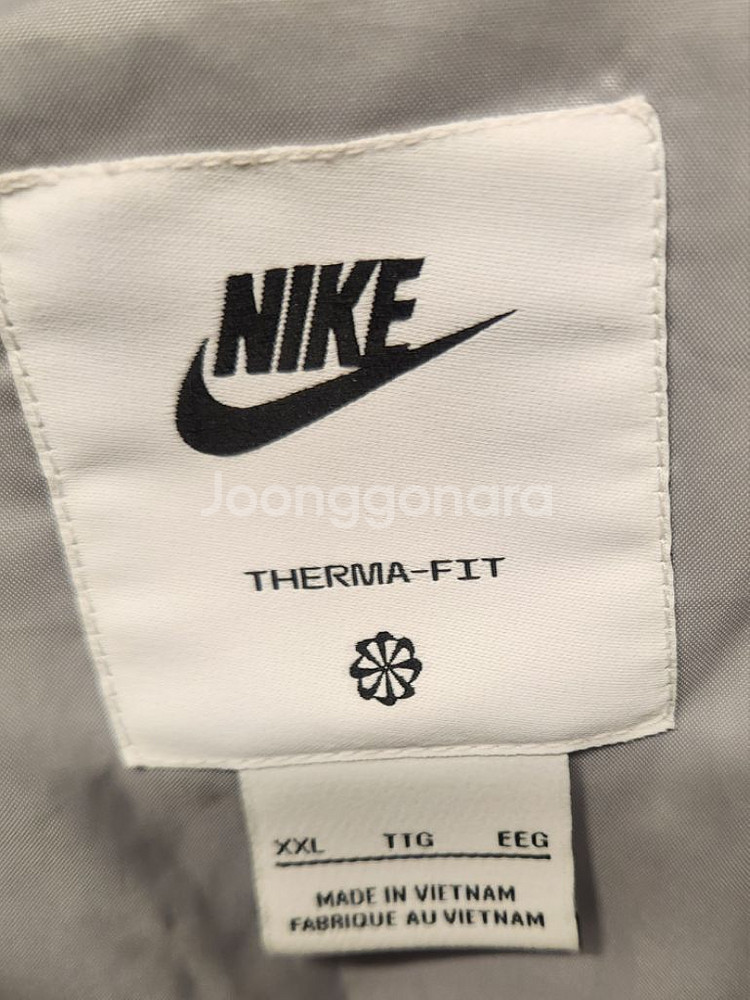 NIKE
Joonggonara
THERMA-FIT
XXL TTG EEG
MADE IN VIETNAM
FABRIQUE AU VIETNAM